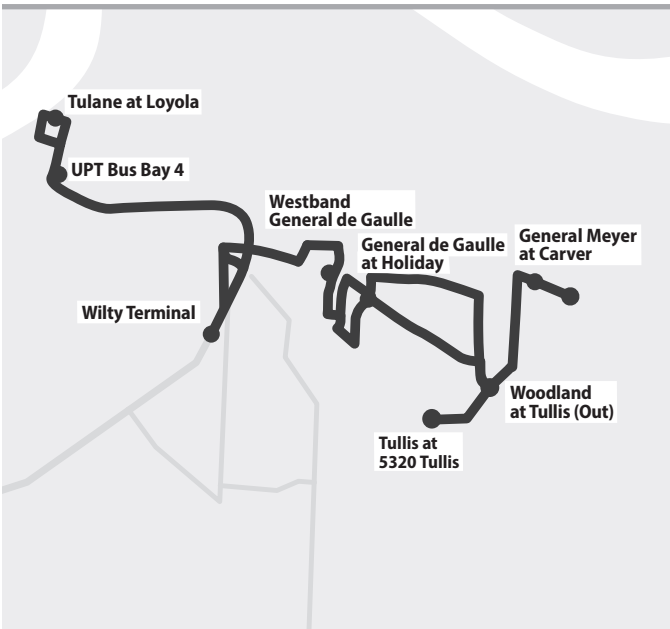 Tulane at Loyola
UPT Bus Bay 4
Westband
General de Gaulle
General de Gaulle
at Holiday
General Meyer
at Carver
Wilty Terminal
Woodland
at Tullis (Out)
Tullis at
5320 Tullis